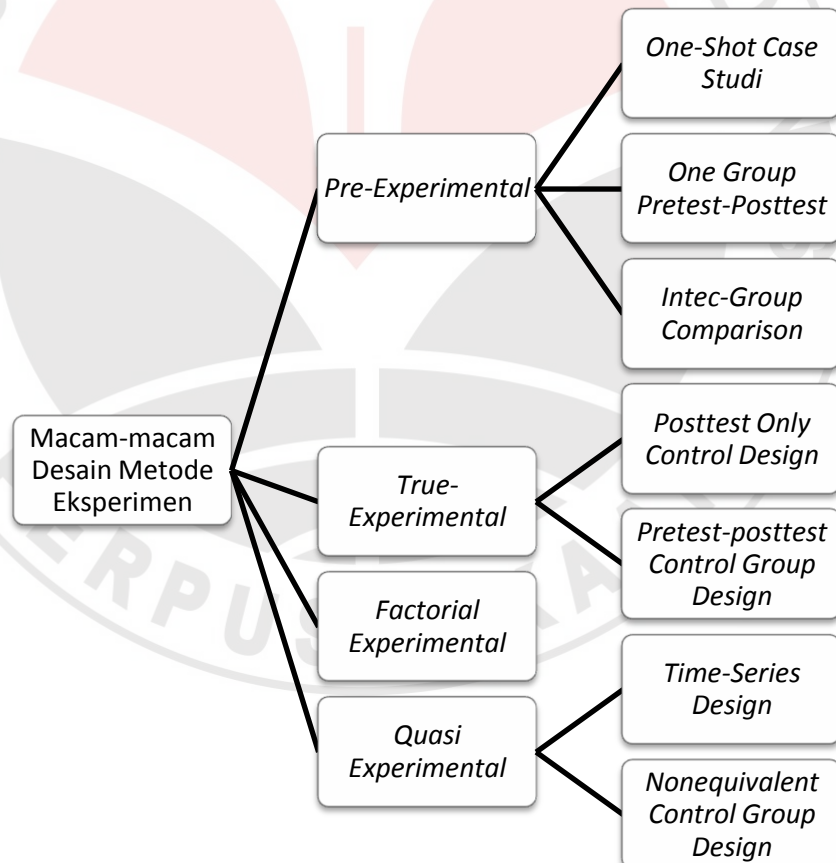 One-Shot Case
Studi
Pre-Experimental
One Group
Pretest-Posttest
Intec-Group
Comparison
Macam-macam
Desain Metode
Eksperimen
True-
Experimental
Posttest Only
Control Design
Pretest-posttest
Control Group
Design
Factorial
Experimental
Quasi
Experimental
Time-Series
Design
Nonequivalent
Control Group
Design